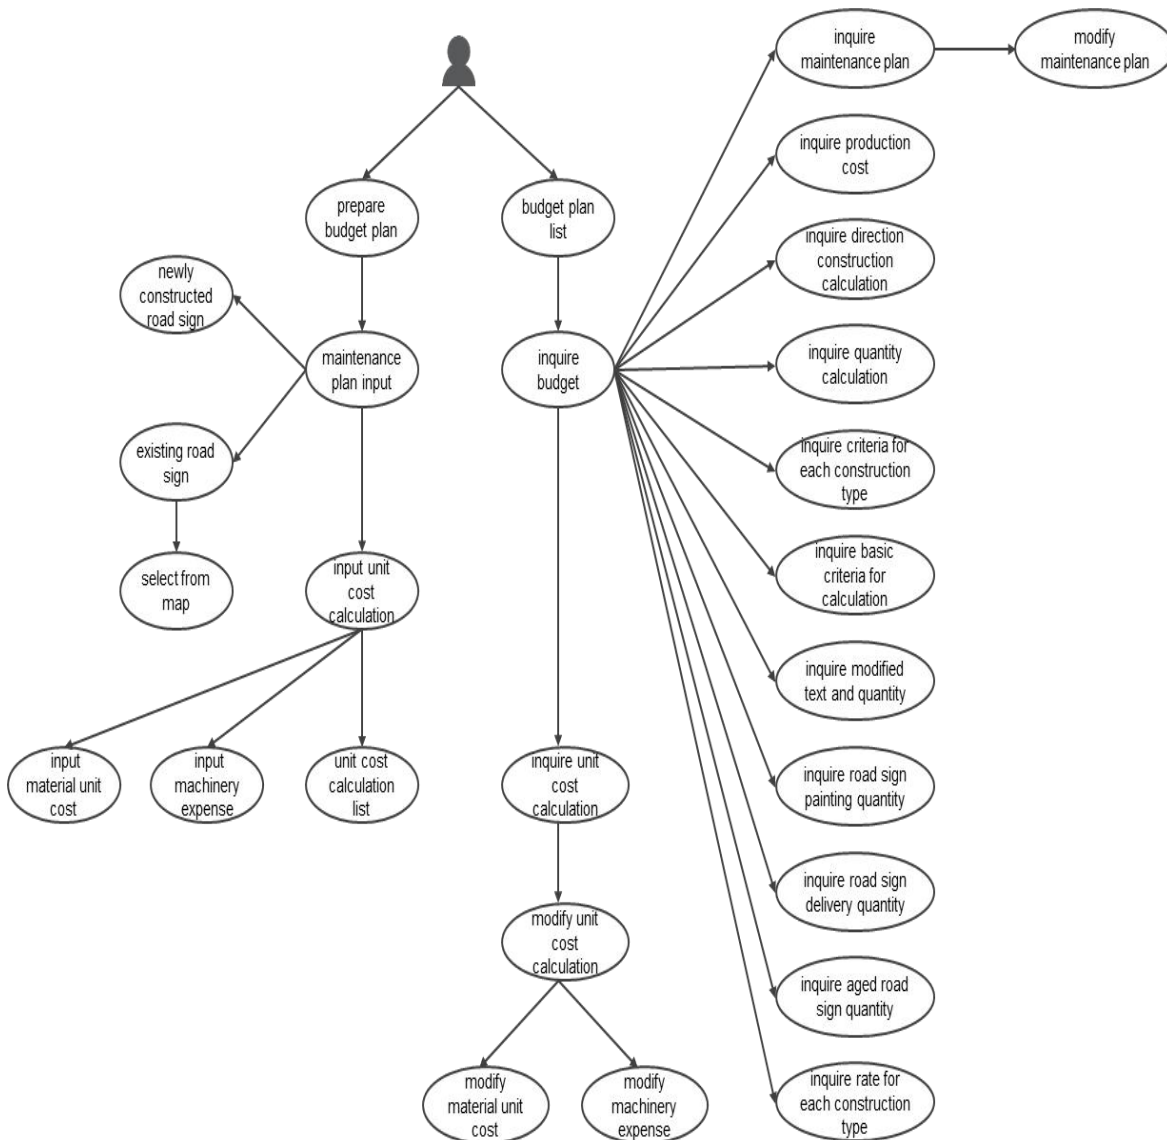 inquire
maintenance plan
modify
maintenance plan
inquire production
cost
prepare
budget plan
budget plan
list
inquire direction
construction
calculation
newly
constructed
road sign
maintenance
plan input
inquire
budget
inquire quantity
calculation
existing road
sign
inquire criteria for
each construction
type
select from
map
input unit
cost
calculation
inquire basic
criteria for
calculation
inquire modified
text and quantity
input
material unit
cost
input
machinery
expense
unit cost
calculation
list
inquire unit
cost
calculation
inquire road sign
painting quantity
inquire road sign
delivery quantity
modify unit
cost
calculation
inquire aged road
sign quantity
modify
material unit
cost
modify
machinery
expense
inquire rate for
each construction
type